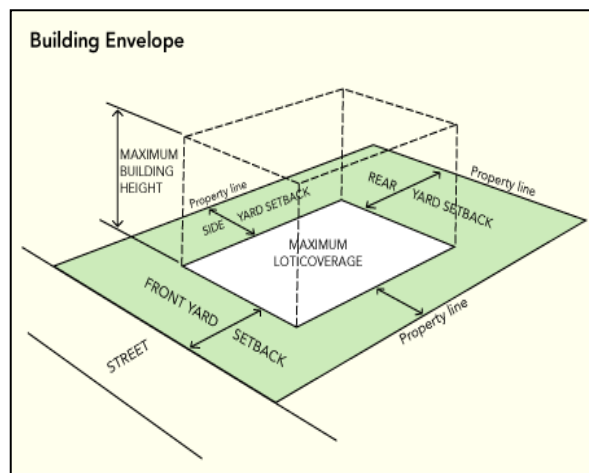 Building Envelope
MAXIMUM
BUILDING
HEIGHT
Property line
SIDE YARD SETBACK
REAR YARD SETBACK
Property line
MAXIMUM
LOTICOVERAGE
FRONT YARD SETBACK
Property line
STREET